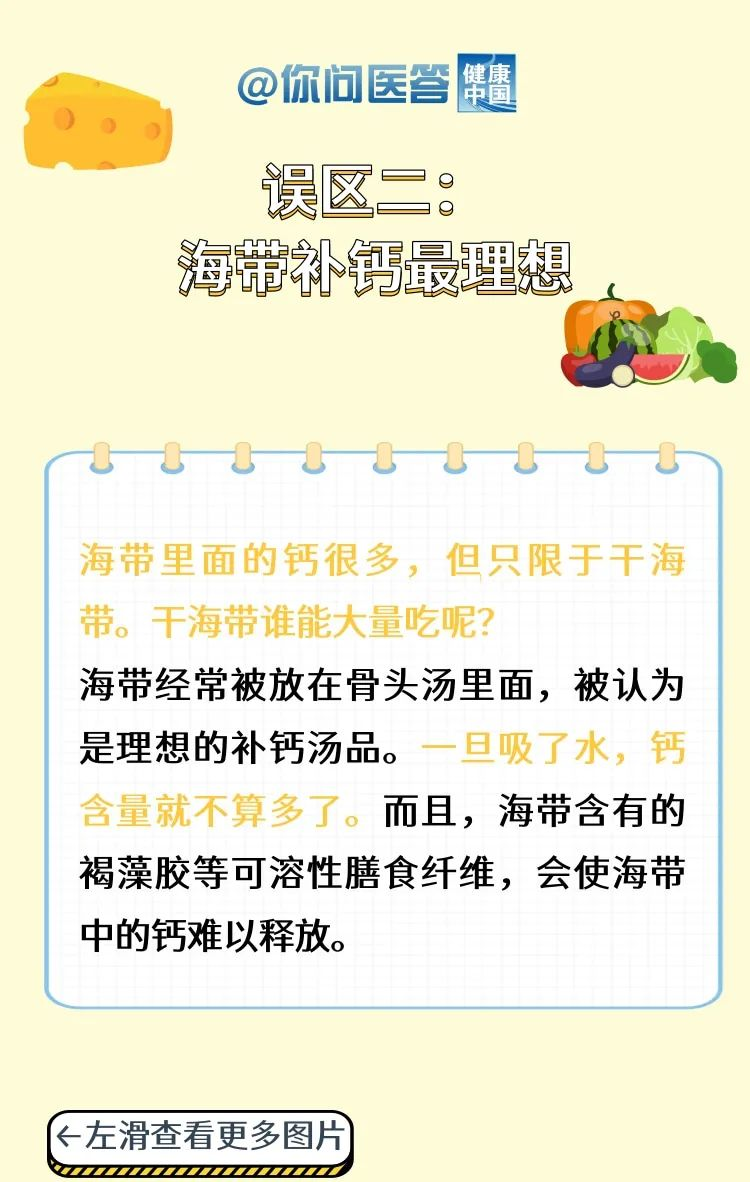 @你问医答 健康
中国
误区二：
海带补钙最理想
海带里面的钙很多，但只限于干海
带。干海带谁能大量吃呢？
海带经常被放在骨头汤里面，被认为
是理想的补钙汤品。一旦吸了水，钙
含量就不算多了。而且，海带含有的
褐藻胶等可溶性膳食纤维，会使海带
中的钙难以释放。
←左滑查看更多图片